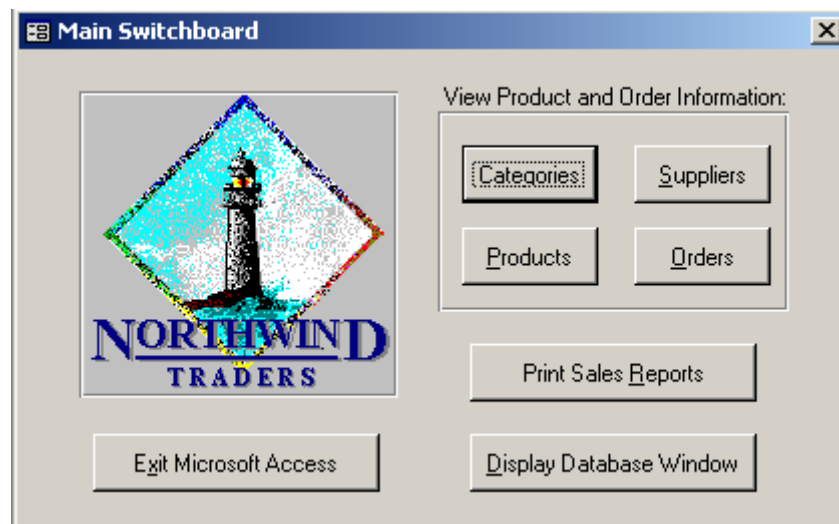 Main Switchboard
View Product and Order Information:
Categories
Suppliers
Products
Orders
NORTHWIND
TRADERS
Print Sales Reports
Exit Microsoft Access
Display Database Window